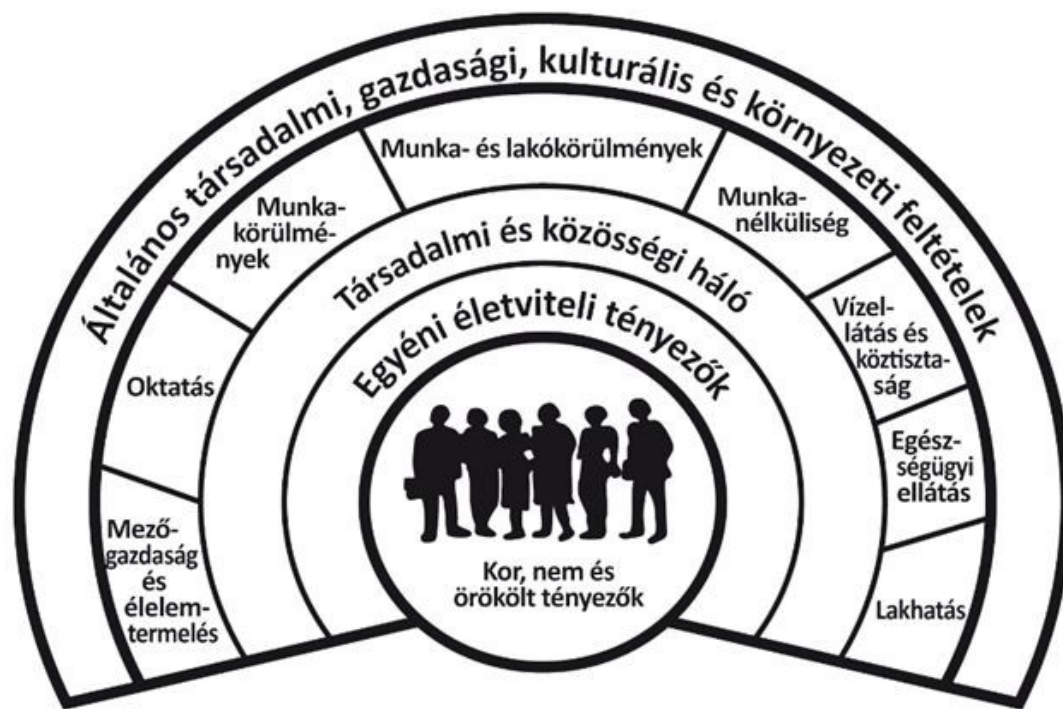 Általános társadalmi, gazdasági, kulturális és környezeti feltételek
Munka- és lakókörülmények
Munka-
körülmé-
nyek
Munka-
nélküliség
Társadalmi és közösségi háló
Egyéni életviteli tényezők
Oktatás
Vízel-
látás és
köztiszta-
ság
Mező-
gazdaság
és
élelem-
termelés
Egész-
ségügyi
ellátás
Lakhatás
Kor, nem és
örökölt tényezők